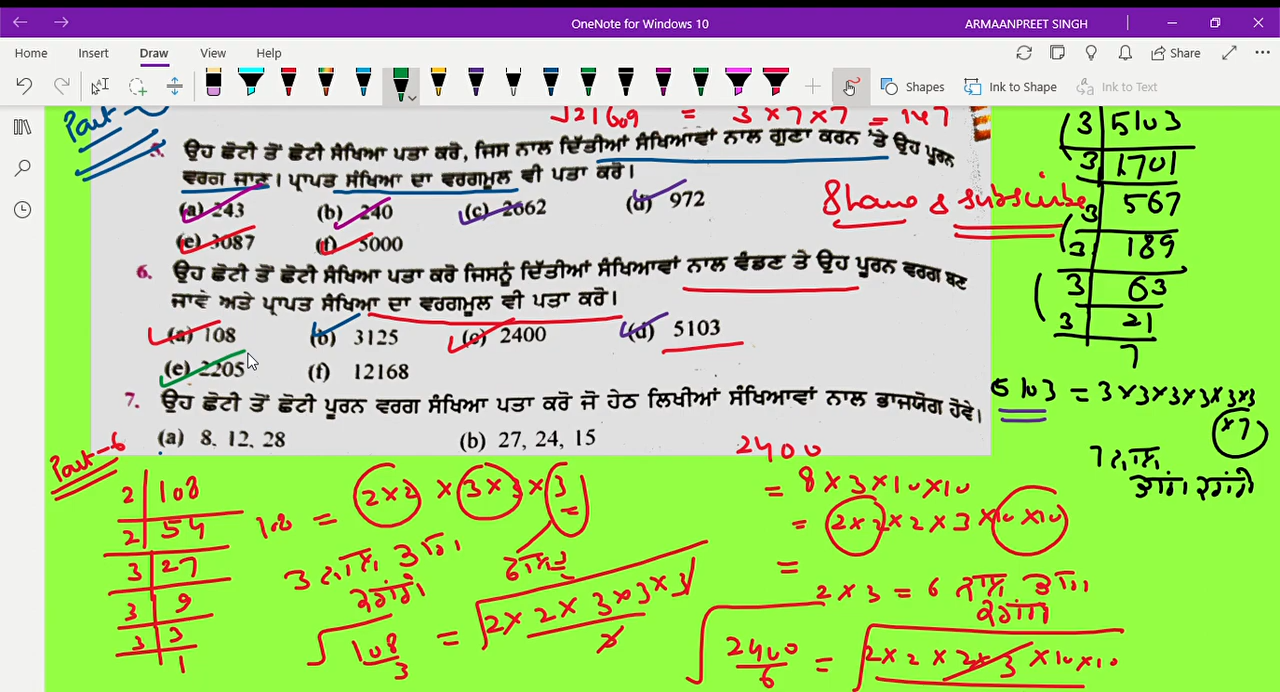 OneNote for Windows 10
ARMAANPREET SINGH
Home Insert Draw View Help
Share
Shapes
Ink to Shape
Ink to Text
Part-
√21609 = 3 × 7 × 7 = 147
ਉਹ ਛੋਟੀ ਤੋਂ ਛੋਟੀ ਸੰਖਿਆ ਪਤਾ ਕਰੋ, ਜਿਸ ਨਾਲ ਦਿੱਤੀਆਂ ਸੰਖਿਆਵਾਂ ਨਾਲ ਗੁਣਾ ਕਰਨ 'ਤੇ ਉਹ ਪੂਰਨ
ਵਰਗ ਜਾਣ। ਪ੍ਰਾਪਤ ਸੰਖਿਆ ਦਾ ਵਰਗਮੂਲ ਵੀ ਪਤਾ ਕਰੋ।
(a) 243 (b) 240 (c) 2662 (d) 972
(e) 3087 (f) 5000
Share & subscribe
6. ਉਹ ਛੋਟੀ ਤੋਂ ਛੋਟੀ ਸੰਖਿਆ ਪਤਾ ਕਰੋ ਜਿਸਨੂੰ ਦਿੱਤੀਆਂ ਸੰਖਿਆਵਾਂ ਨਾਲ ਵੰਡਣ ਤੇ ਉਹ ਪੂਰਨ ਵਰਗ ਬਣ
ਜਾਵੇ ਅਤੇ ਪ੍ਰਾਪਤ ਸੰਖਿਆ ਦਾ ਵਰਗਮੂਲ ਵੀ ਪਤਾ ਕਰੋ।
(a) 108 (b) 3125 (c) 2400 (d) 5103
(e) 2205 (f) 12168
7. ਉਹ ਛੋਟੀ ਤੋਂ ਛੋਟੀ ਪੂਰਨ ਵਰਗ ਸੰਖਿਆ ਪਤਾ ਕਰੋ ਜੋ ਹੇਠ ਲਿਖੀਆਂ ਸੰਖਿਆਵਾਂ ਨਾਲ ਭਾਜਯੋਗ ਹੋਵੇ।
(a) 8, 12, 28 (b) 27, 24, 15
3 5103
3 1701
3 567
3 189
3 63
3 21
7
5103 = 3×3×3×3×3×3
×7
7 ਨਾਲ
Part-6
2 108
2 54
3 27
3 9
3 3
1
108 = 2×2 × 3×3 × 3
3 ਨਾਲ
√108/3 = √2×2×3×3×3/3
2400
= 8×3×10×10
= 2×2×2×3×10×10
=
2×3 = 6 ਨਾਲ
√2400/6 = √2×2×2×3×10×10